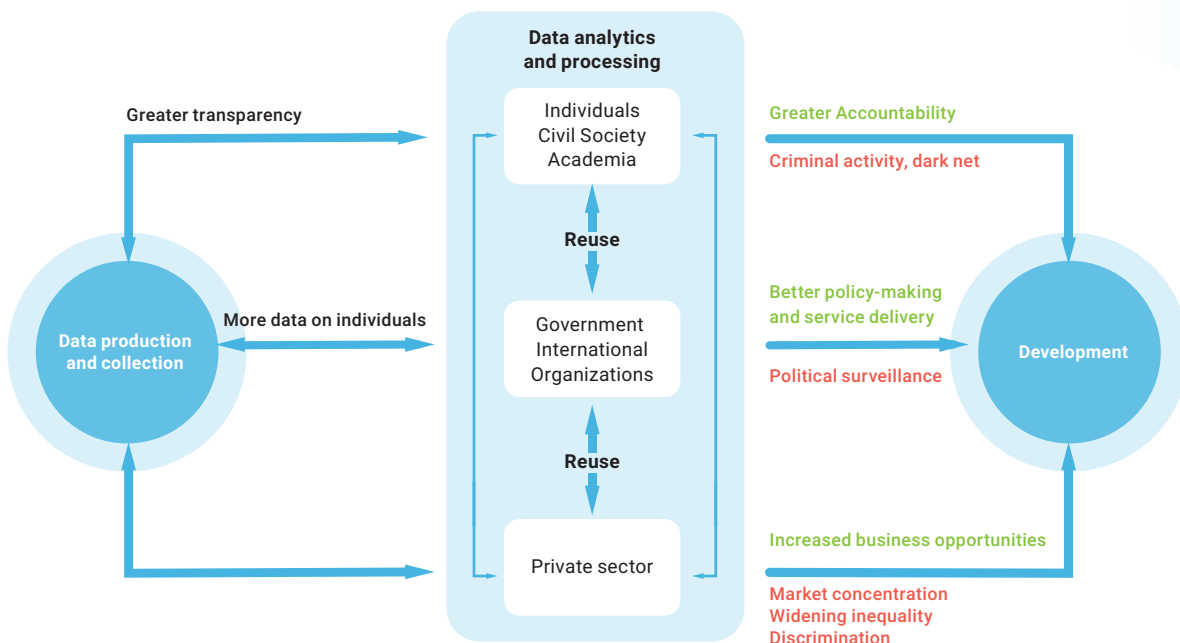 Data analytics
and processing
Greater transparency
Individuals
Civil Society
Academia
Greater Accountability
Criminal activity, dark net
Reuse
Data production
and collection
More data on individuals
Government
International
Organizations
Better policy-making
and service delivery
Political surveillance
Development
Reuse
Private sector
Increased business opportunities
Market concentration
Widening inequality
Discrimination